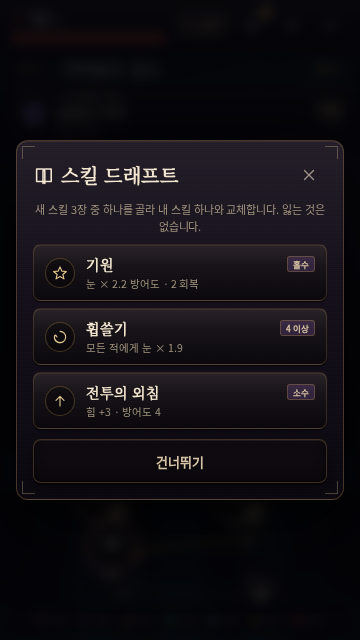 스킬 드래프트
새 스킬 3장 중 하나를 골라 내 스킬 하나와 교체합니다. 잃는 것은
없습니다.
기원
홀수
눈 × 2.2 방어도 · 2 회복
휩쓸기
4 이상
모든 적에게 눈 × 1.9
전투의 외침
소수
힘 +3 · 방어도 4
건너뛰기